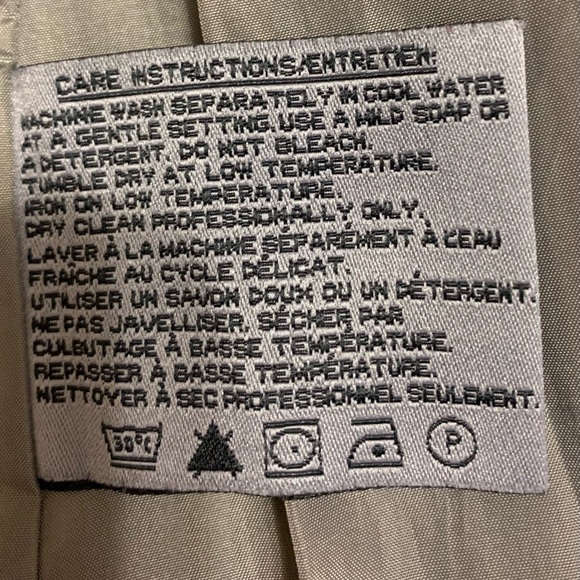 CARE INSTRUCTIONS/ENTRETIEN:
MACHINE WASH SEPARATELY IN COOL WATER
AT A GENTLE SETTING. USE A MILD SOAP OR
A DETERGENT. DO NOT BLEACH.
TUMBLE DRY AT LOW TEMPERATURE.
IRON ON LOW TEMPERATURE.
DRY CLEAN PROFESSIONALLY ONLY.
LAVER À LA MACHINE SÉPARÉMENT À L'EAU
FRAÎCHE AU CYCLE DÉLICAT.
UTILISER UN SAVON DOUX OU UN DÉTERGENT.
NE PAS JAVELLISER. SÉCHER PAR
CULBUTAGE À BASSE TEMPÉRATURE.
REPASSER À BASSE TEMPÉRATURE.
NETTOYER À SEC PROFESSIONNEL SEULEMENT.
30°C P